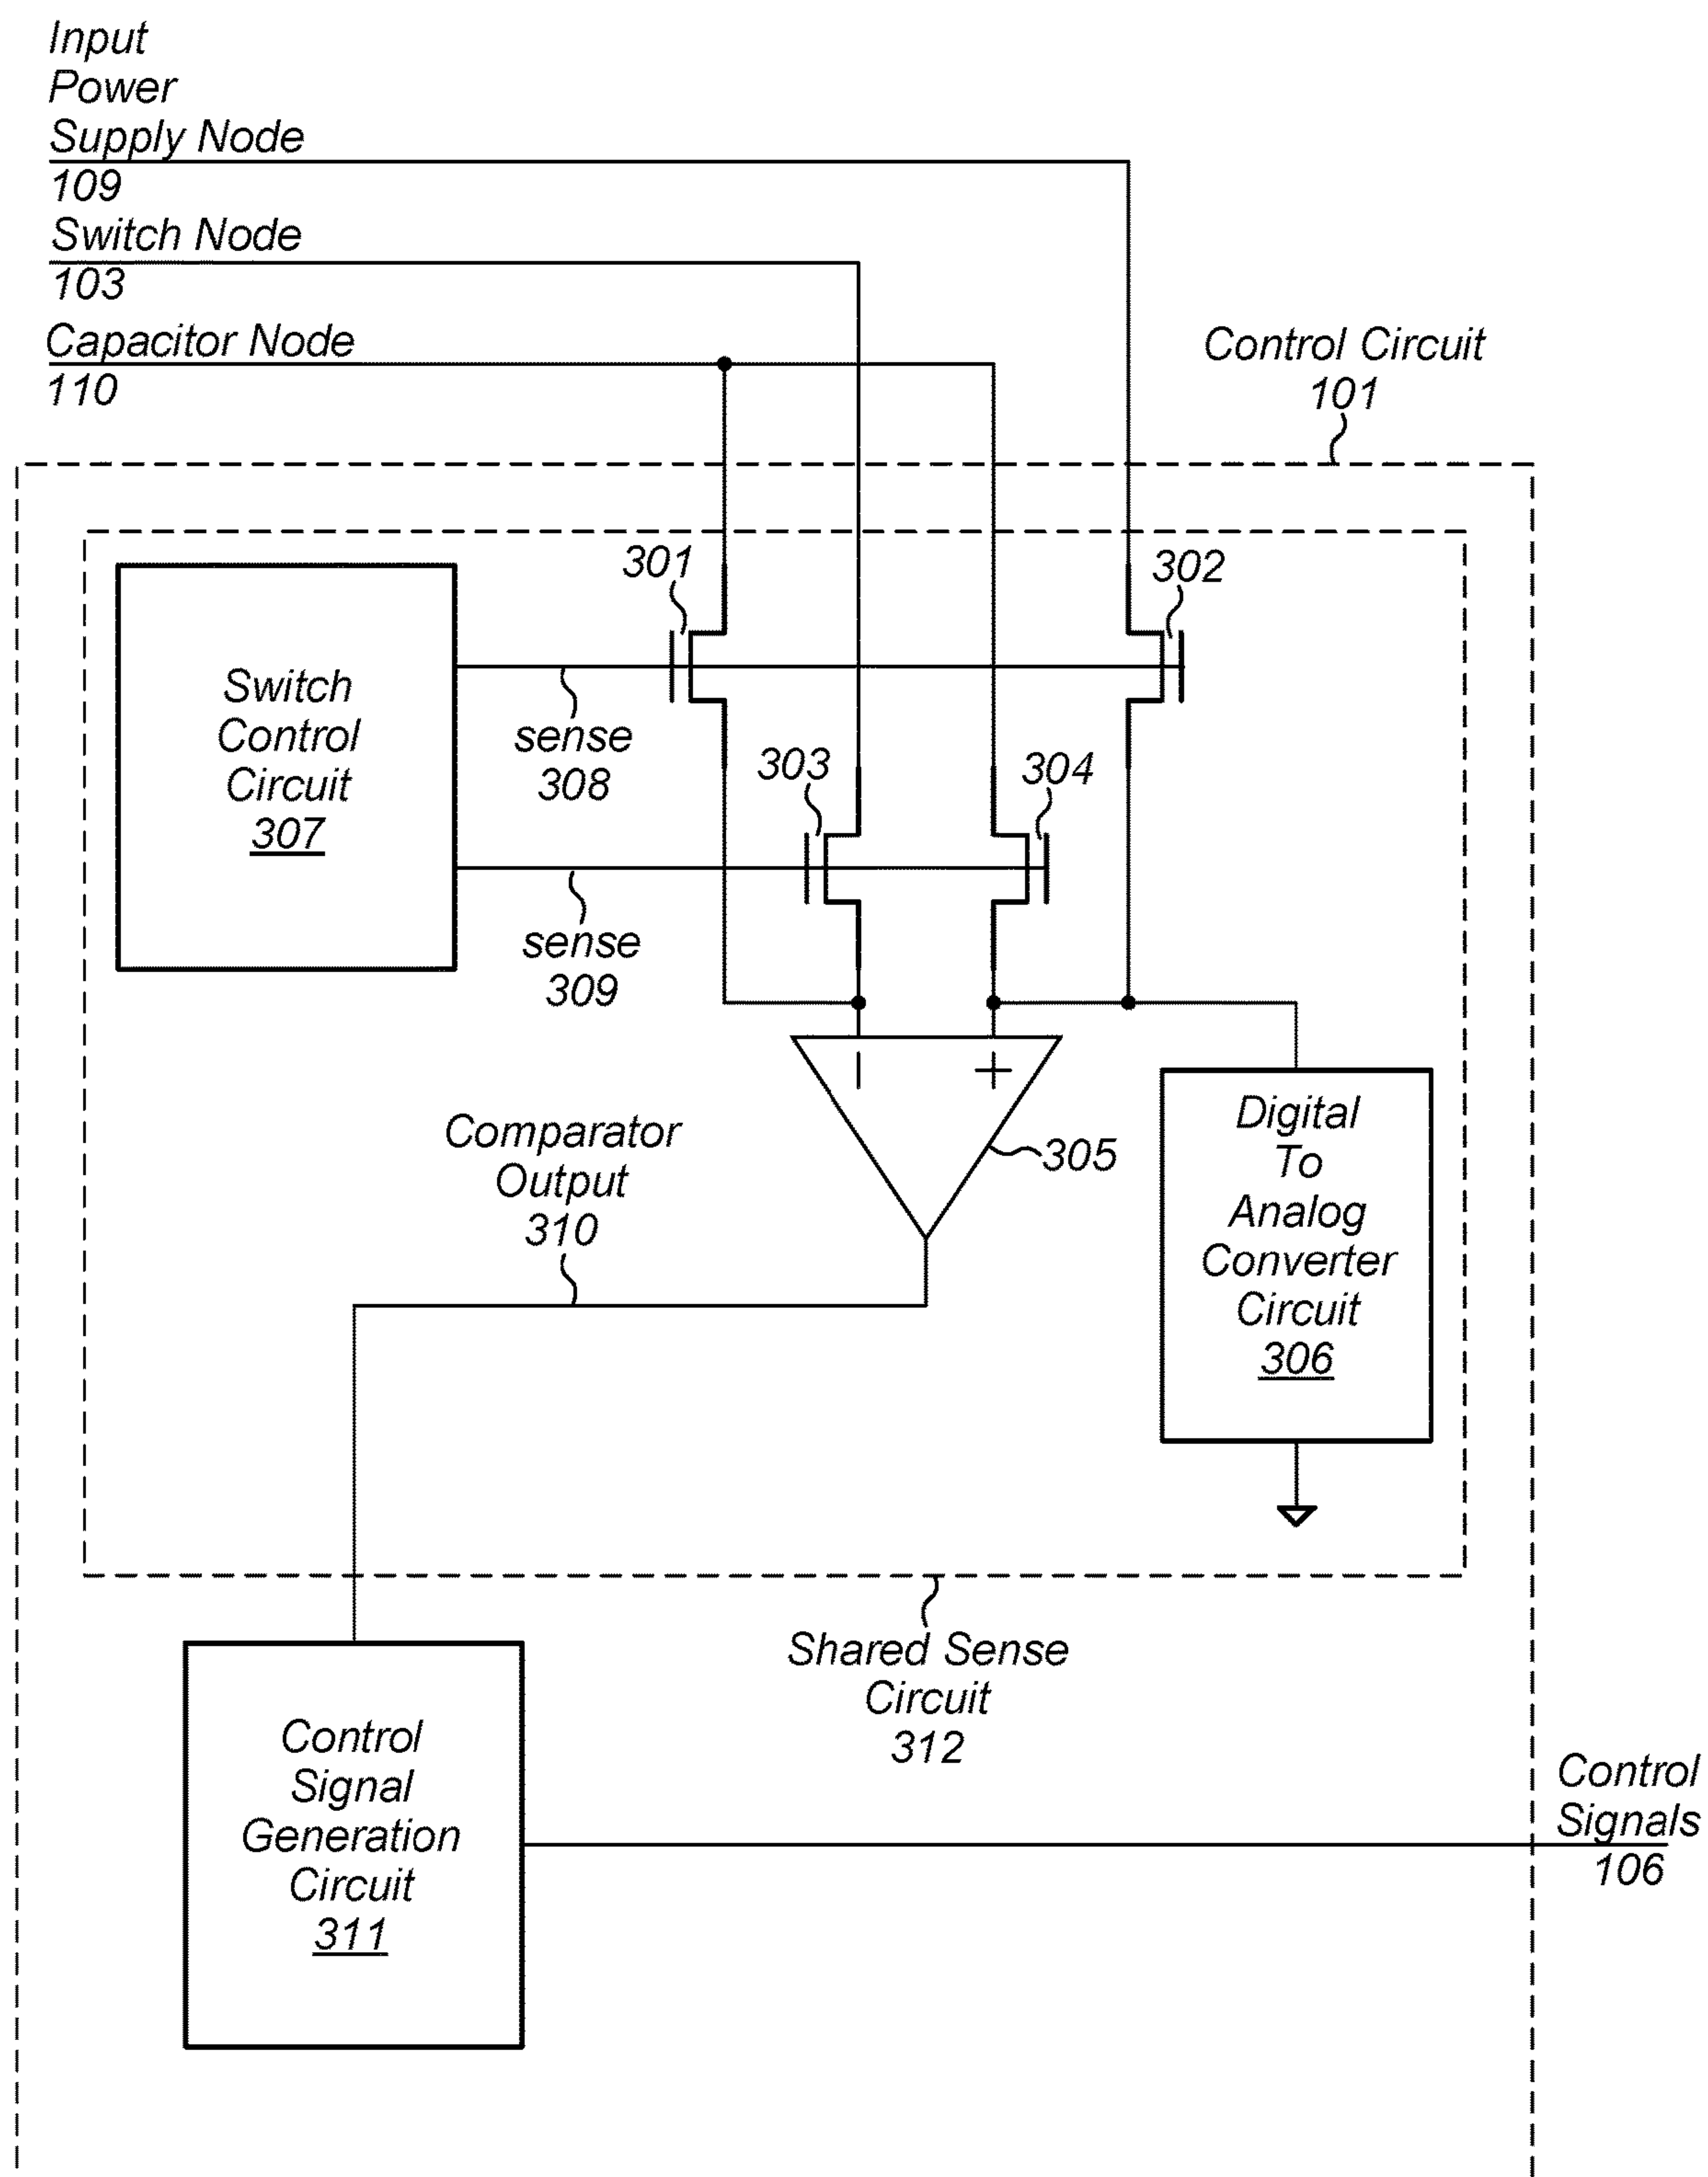 Input
Power
Supply Node
109
Switch Node
103
Capacitor Node
110
Control Circuit
101
301
302
Switch
Control
Circuit
307
sense
308
303
304
sense
309
Comparator
Output
310
305
Digital
To
Analog
Converter
Circuit
306
Shared Sense
Circuit
312
Control
Signal
Generation
Circuit
311
Control
Signals
106